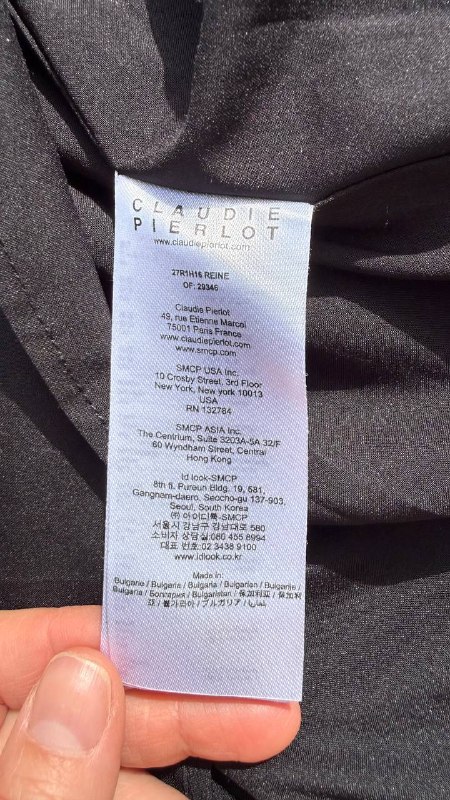 CLAUDIE
PIERLOT
www.claudiepierlot.com
27R1H16 REINE
OF: 29346
Claudie Pierlot
49, rue Etienne Marcel
75001 Paris France
www.claudiepierlot.com
www.smcp.com
SMCP USA Inc.
10 Crosby Street, 3rd Floor
New York, New york 10013
USA
RN 132784
SMCP ASIA Inc.
The Centrium, Suite 3203A-5A 32/F
60 Wyndham Street, Central
Hong Kong
Id look-SMCP
8th fl. Pureun Bldg. 19, 681,
Gangnam-daero, Seocho-gu 137-903,
Seoul, South Korea
㈜ 아이디룩-SMCP
서울시 강남구 강남대로 580
소비자 상담실:080 455 8994
대표 번호:02 3438 9100
www.idlook.co.kr
Made in:
Bulgarie / Bulgaria / Bulgaria / Bulgarien / Bulgarije /
Bulgária / Болгария / Bulgaristan / 保加利亚 / 保加利
亞 / 불가리아 / ブルガリア / بلغاريا